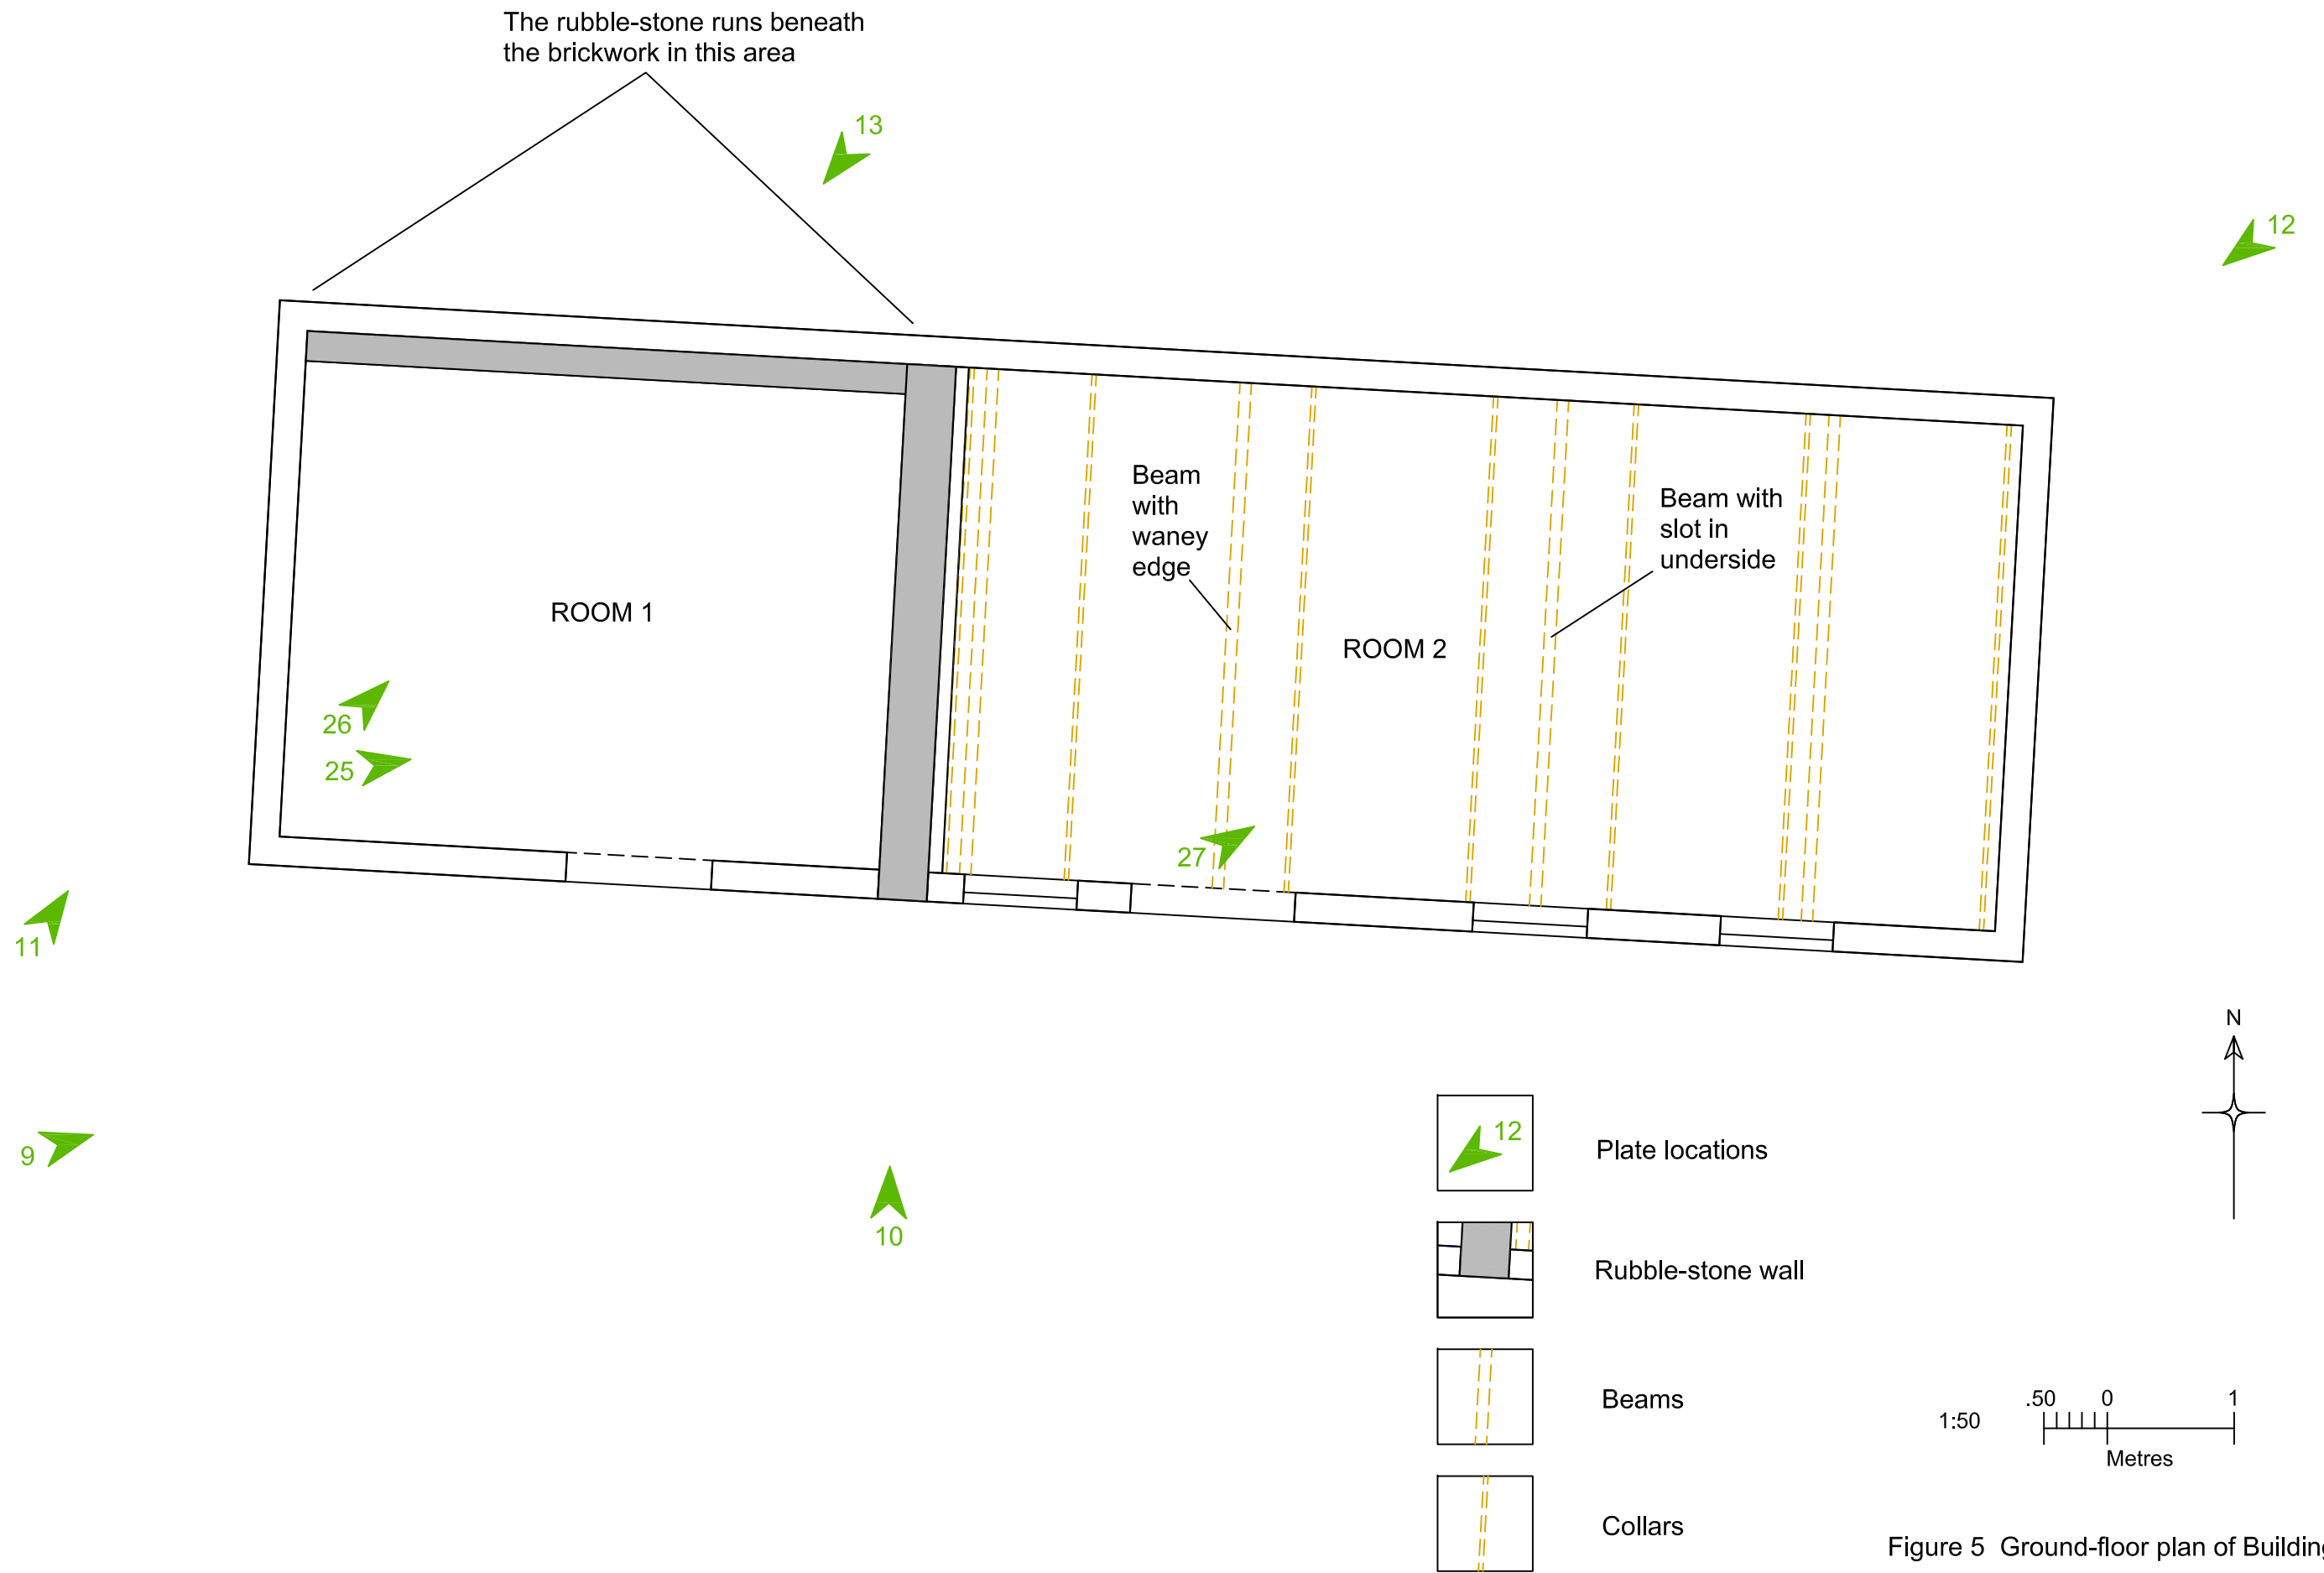 The rubble-stone runs beneath
the brickwork in this area
13
12
Beam
with
waney
edge
Beam with
slot in
underside
ROOM 1
ROOM 2
26
25
27
11
9
10
N
12
Plate locations
Rubble-stone wall
Beams
Collars
.50 0 1
1:50
Metres
Figure 5 Ground-floor plan of Building